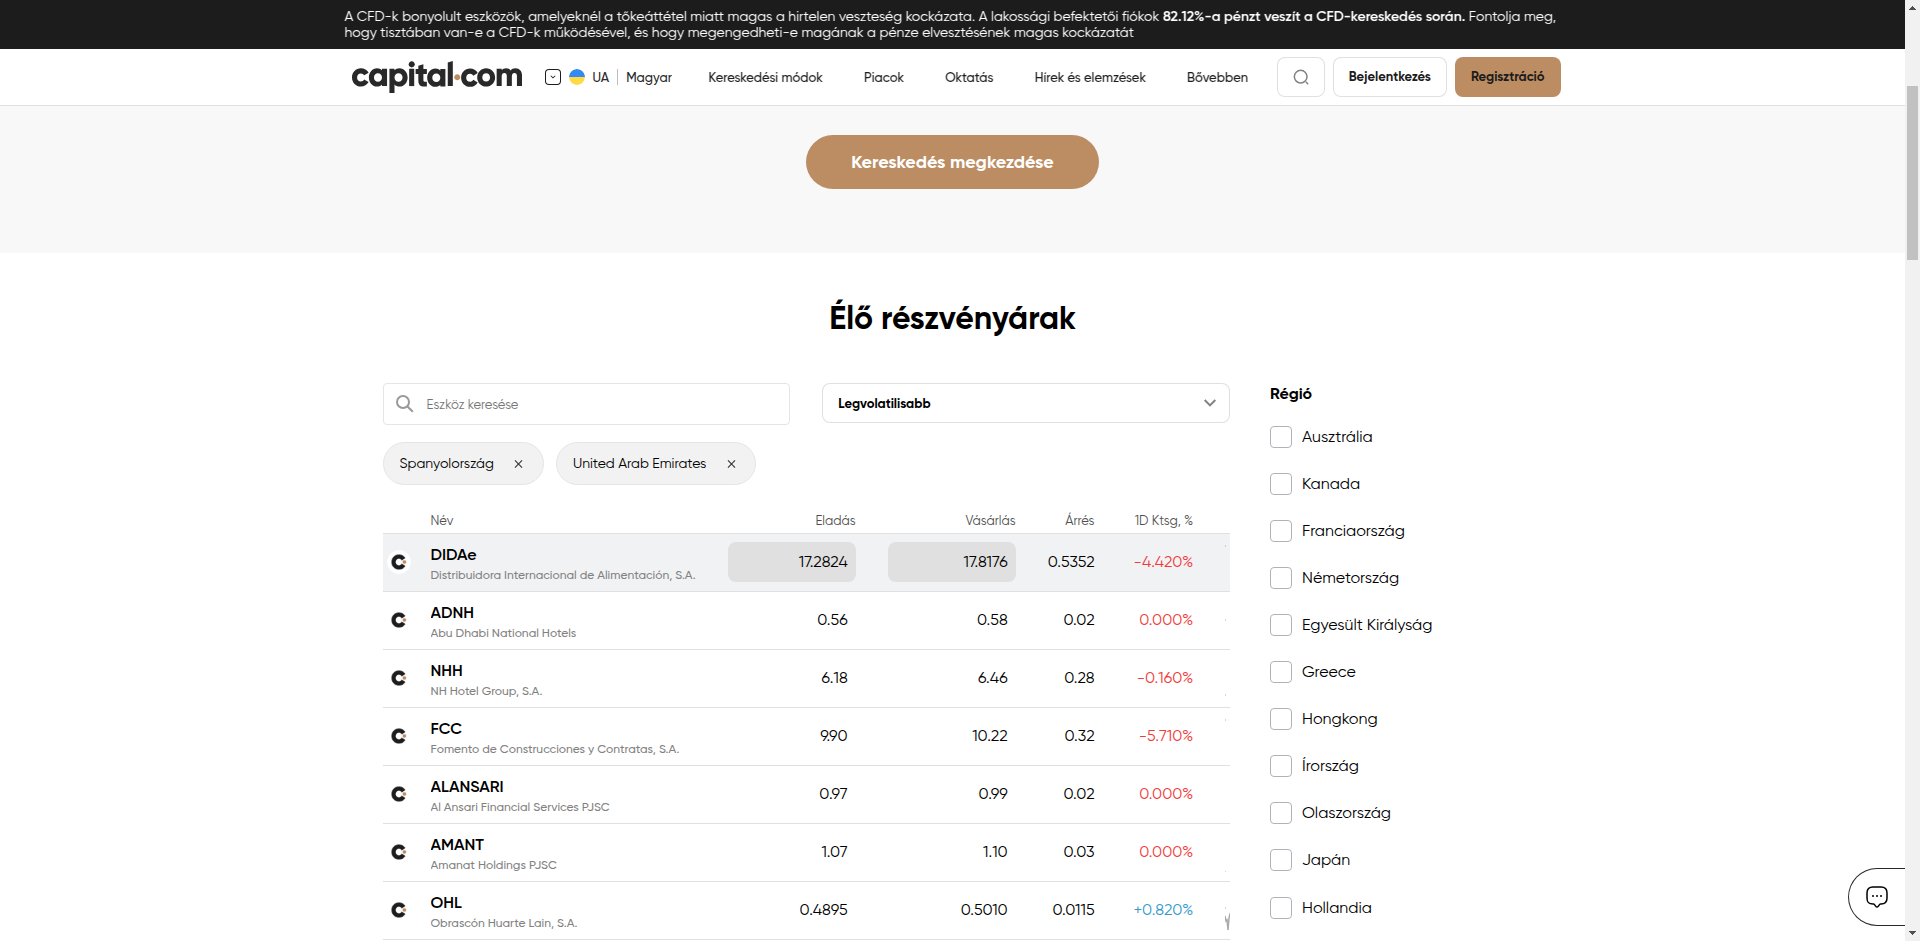 A CFD-k bonyolult eszközök, amelyeknél a tőkeáttétel miatt magas a hirtelen veszteség kockázata. A lakossági befektetői fiókok 82.12%-a pénzt veszít a CFD-kereskedés során. Fontolja meg,
hogy tisztában van-e a CFD-k működésével, és hogy megengedheti-e magának a pénze elvesztésének magas kockázatát
capital.com UA Magyar Kereskedési módok Piacok Oktatás Hírek és elemzések Bővebben Bejelentkezés Regisztráció
Kereskedés megkezdése
Élő részvényárak
Eszköz keresése Legvolatilisabb
Spanyolország United Arab Emirates
Név Eladás Vásárlás Árrés 1D Ktsg, %
DIDAe 17.2824 17.8176 0.5352 -4.420%
Distribuidora Internacional de Alimentación, S.A.
ADNH 0.56 0.58 0.02 0.000%
Abu Dhabi National Hotels
NHH 6.18 6.46 0.28 -0.160%
NH Hotel Group, S.A.
FCC 9.90 10.22 0.32 -5.710%
Fomento de Construcciones y Contratas, S.A.
ALANSARI 0.97 0.99 0.02 0.000%
Al Ansari Financial Services PJSC
AMANT 1.07 1.10 0.03 0.000%
Amanat Holdings PJSC
OHL 0.4895 0.5010 0.0115 +0.820%
Obrascón Huarte Lain, S.A.
Régió
Ausztrália
Kanada
Franciaország
Németország
Egyesült Királyság
Greece
Hongkong
Írország
Olaszország
Japán
Hollandia